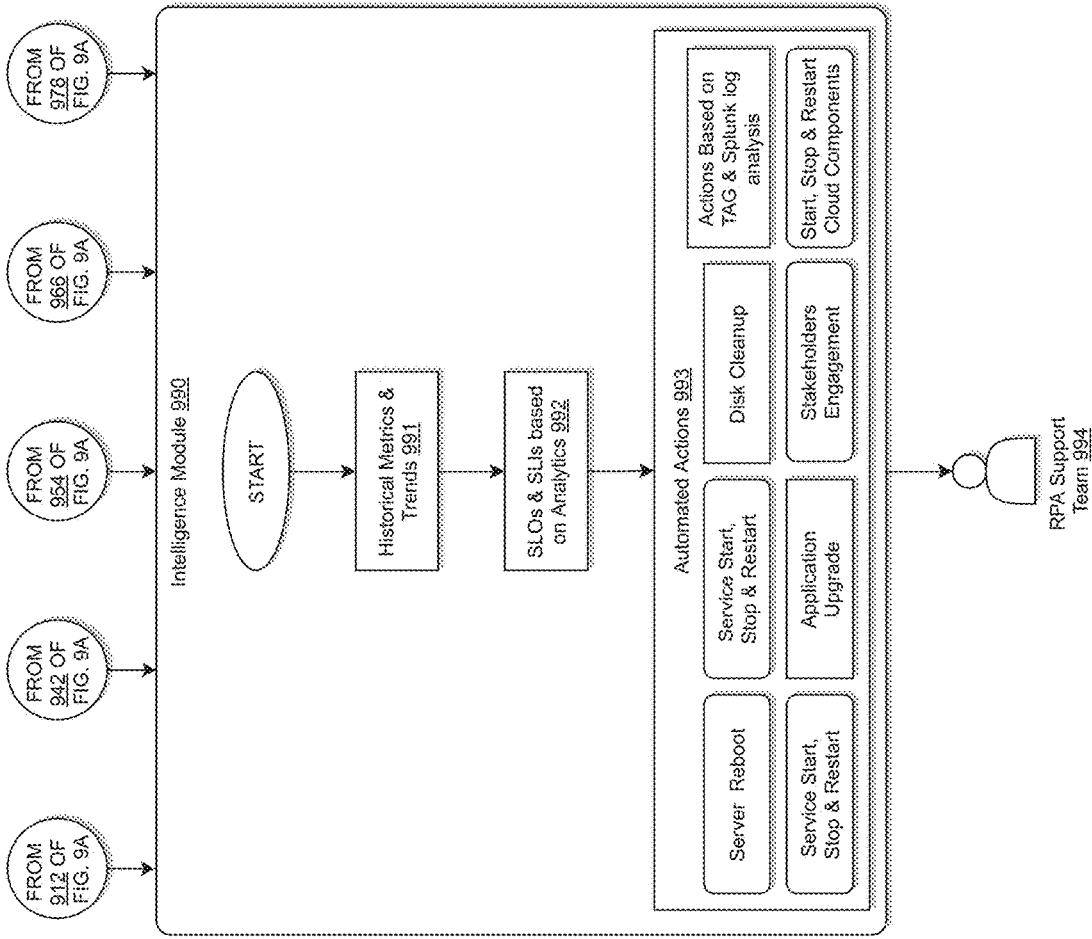 FROM
912 OF
FIG. 9A
FROM
942 OF
FIG. 9A
FROM
954 OF
FIG. 9A
FROM
966 OF
FIG. 9A
FROM
978 OF
FIG. 9A
Intelligence Module 990
START
Historical Metrics &
Trends 991
SLOs & SLIs based
on Analytics 992
Automated Actions 993
Server Reboot
Service Start,
Stop & Restart
Disk Cleanup
Actions Based on
TAG & Splunk log
analysis
Service Start,
Stop & Restart
Application
Upgrade
Stakeholders
Engagement
Start, Stop & Restart
Cloud Components
RPA Support
Team 994